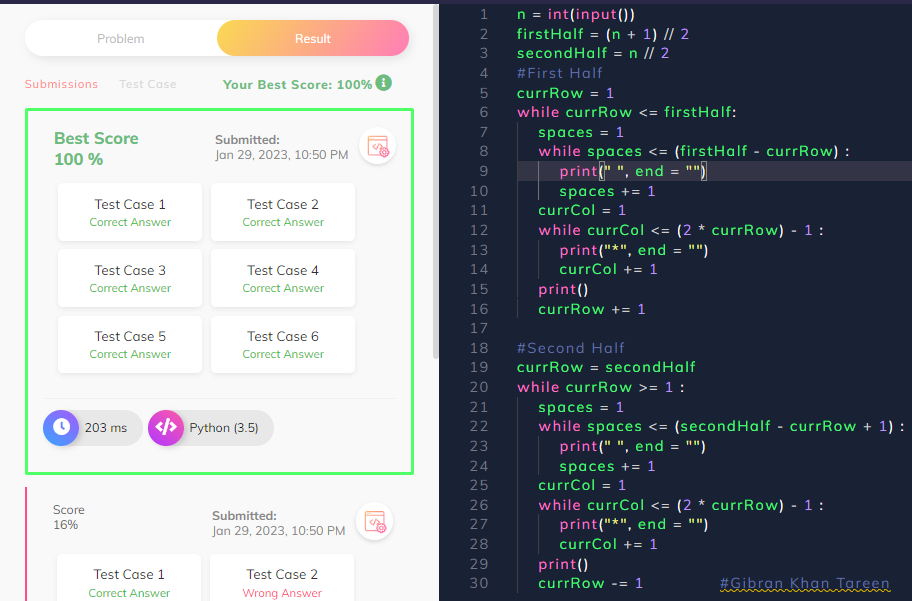 Problem
Result
Submissions
Test Case
Your Best Score: 100%
Best Score
100 %
Submitted:
Jan 29, 2023, 10:50 PM
Test Case 1
Correct Answer
Test Case 2
Correct Answer
Test Case 3
Correct Answer
Test Case 4
Correct Answer
Test Case 5
Correct Answer
Test Case 6
Correct Answer
203 ms
Python (3.5)
Score
16%
Submitted:
Jan 29, 2023, 10:50 PM
Test Case 1
Correct Answer
Test Case 2
Wrong Answer
1 n = int(input())
2 firstHalf = (n + 1) // 2
3 secondHalf = n // 2
4 #First Half
5 currRow = 1
6 while currRow <= firstHalf:
7     spaces = 1
8     while spaces <= (firstHalf - currRow) :
9         print(" ", end = "")
10         spaces += 1
11     currCol = 1
12     while currCol <= (2 * currRow) - 1 :
13         print("*", end = "")
14         currCol += 1
15     print()
16     currRow += 1
17
18 #Second Half
19 currRow = secondHalf
20 while currRow >= 1 :
21     spaces = 1
22     while spaces <= (secondHalf - currRow + 1) :
23         print(" ", end = "")
24         spaces += 1
25     currCol = 1
26     while currCol <= (2 * currRow) - 1 :
27         print("*", end = "")
28         currCol += 1
29     print()
30     currRow -= 1 #Gibran Khan Tareen